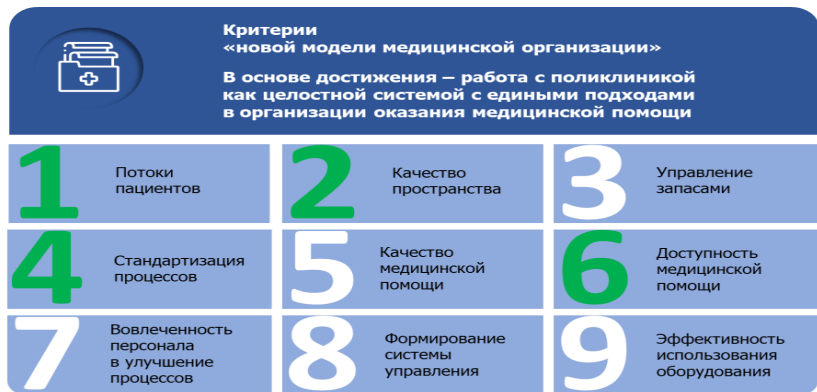 Критерии
«новой модели медицинской организации»
В основе достижения – работа с поликлиникой
как целостной системой с едиными подходами
в организации оказания медицинской помощи
1
Потоки
пациентов
2
Качество
пространства
3
Управление
запасами
4
Стандартизация
процессов
5
Качество
медицинской
помощи
6
Доступность
медицинской
помощи
7
Вовлеченность
персонала
в улучшение
процессов
8
Формирование
системы
управления
9
Эффективность
использования
оборудования